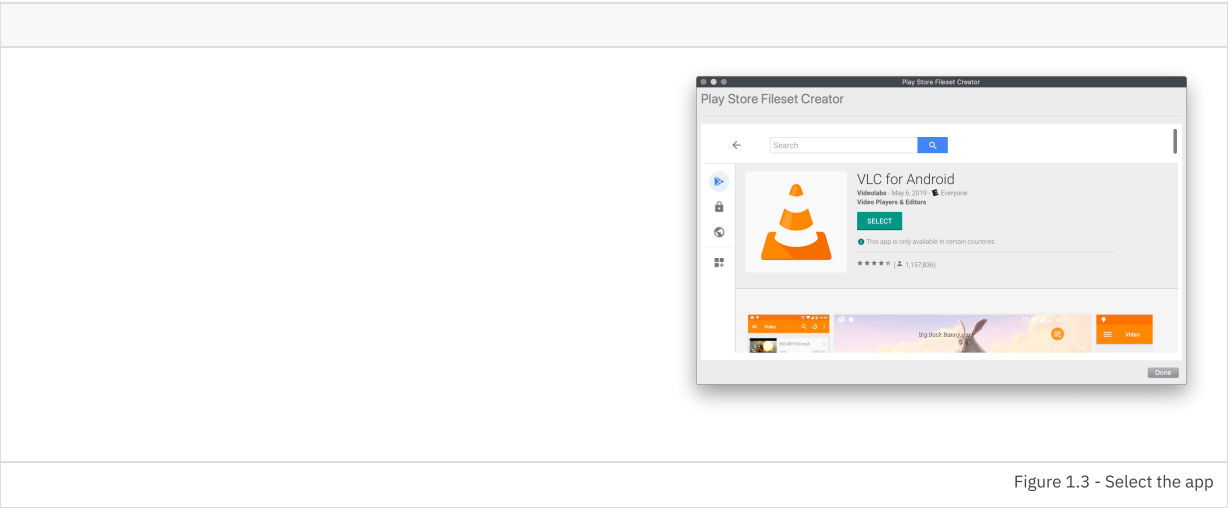 Play Store Fileset Creator
Play Store Fileset Creator
Search
VLC for Android
Videolabs - May 6, 2019 - Everyone
Video Players & Editors
SELECT
This app is only available in certain countries.
( 1,157,836)
Video
Big Buck Bunny
Video
Done
Figure 1.3 - Select the app